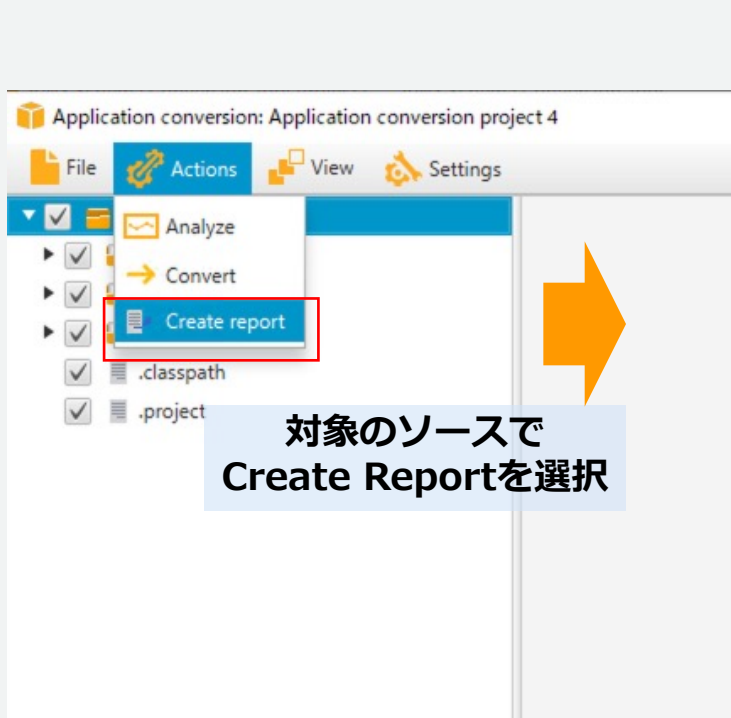 Application conversion: Application conversion project 4
File Actions View Settings
Analyze
Convert
Create report
.classpath
.project
対象のソースで
Create Reportを選択